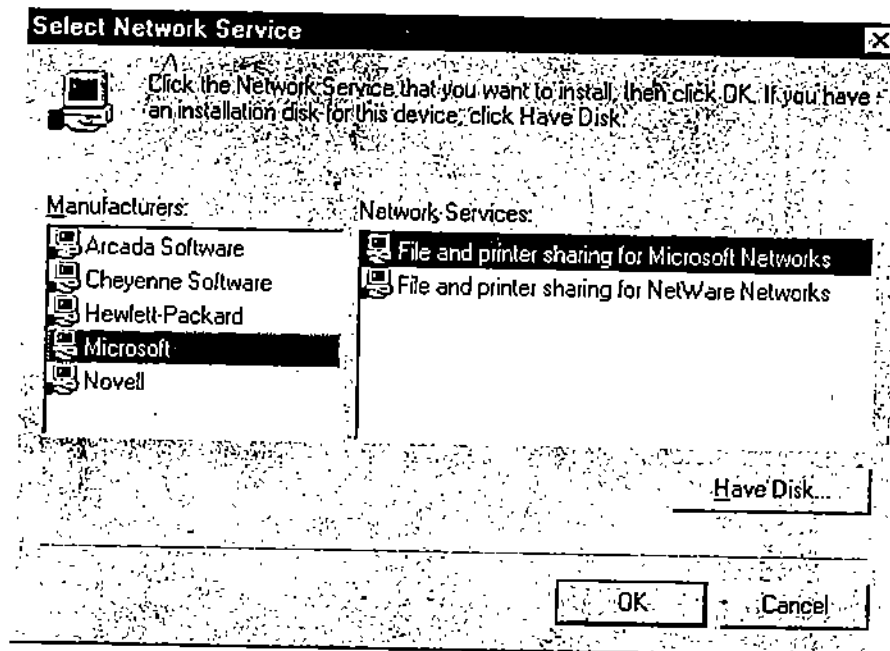 Select Network Service
Click the Network Service that you want to install, then click OK. If you have
an installation disk for this device, click Have Disk.
Manufacturers:
Arcada Software
Cheyenne Software
Hewlett-Packard
Microsoft
Novell
Network Services:
File and printer sharing for Microsoft Networks
File and printer sharing for NetWare Networks
Have Disk...
OK
Cancel